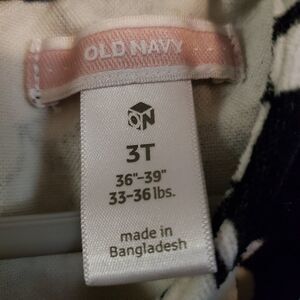 OLD NAVY
ON
3T
36"-39"
33-36 lbs.
made in
Bangladesh